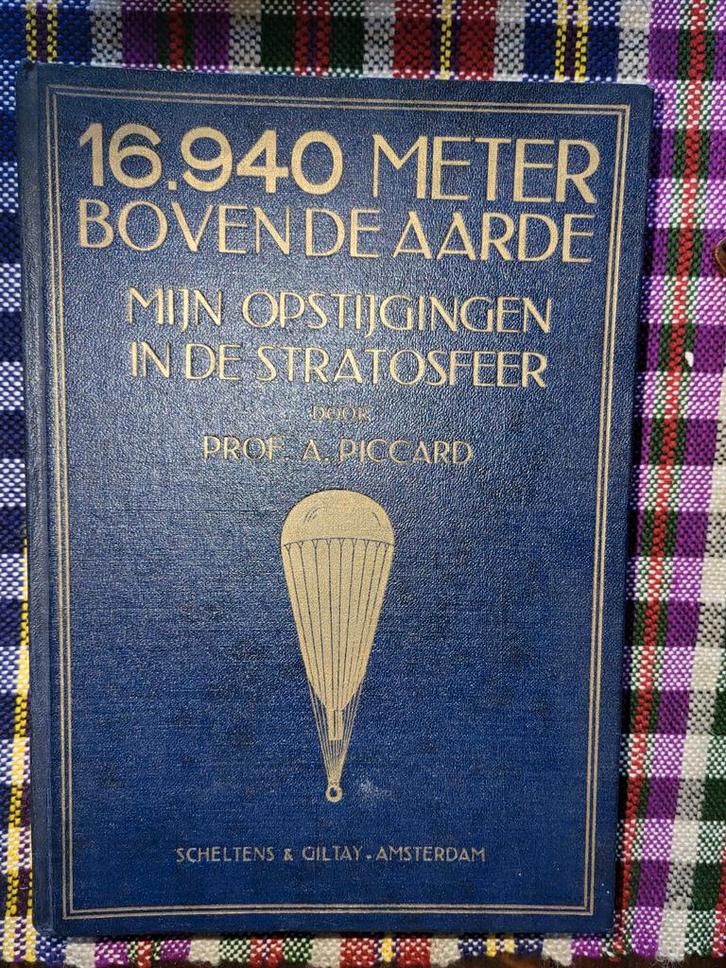 16.940 METER
BOVEN DE AARDE
MIJN OPSTIJGINGEN
IN DE STRATOSFEER
DOOR
PROF. A. PICCARD
SCHELTENS & GILTAY. AMSTERDAM